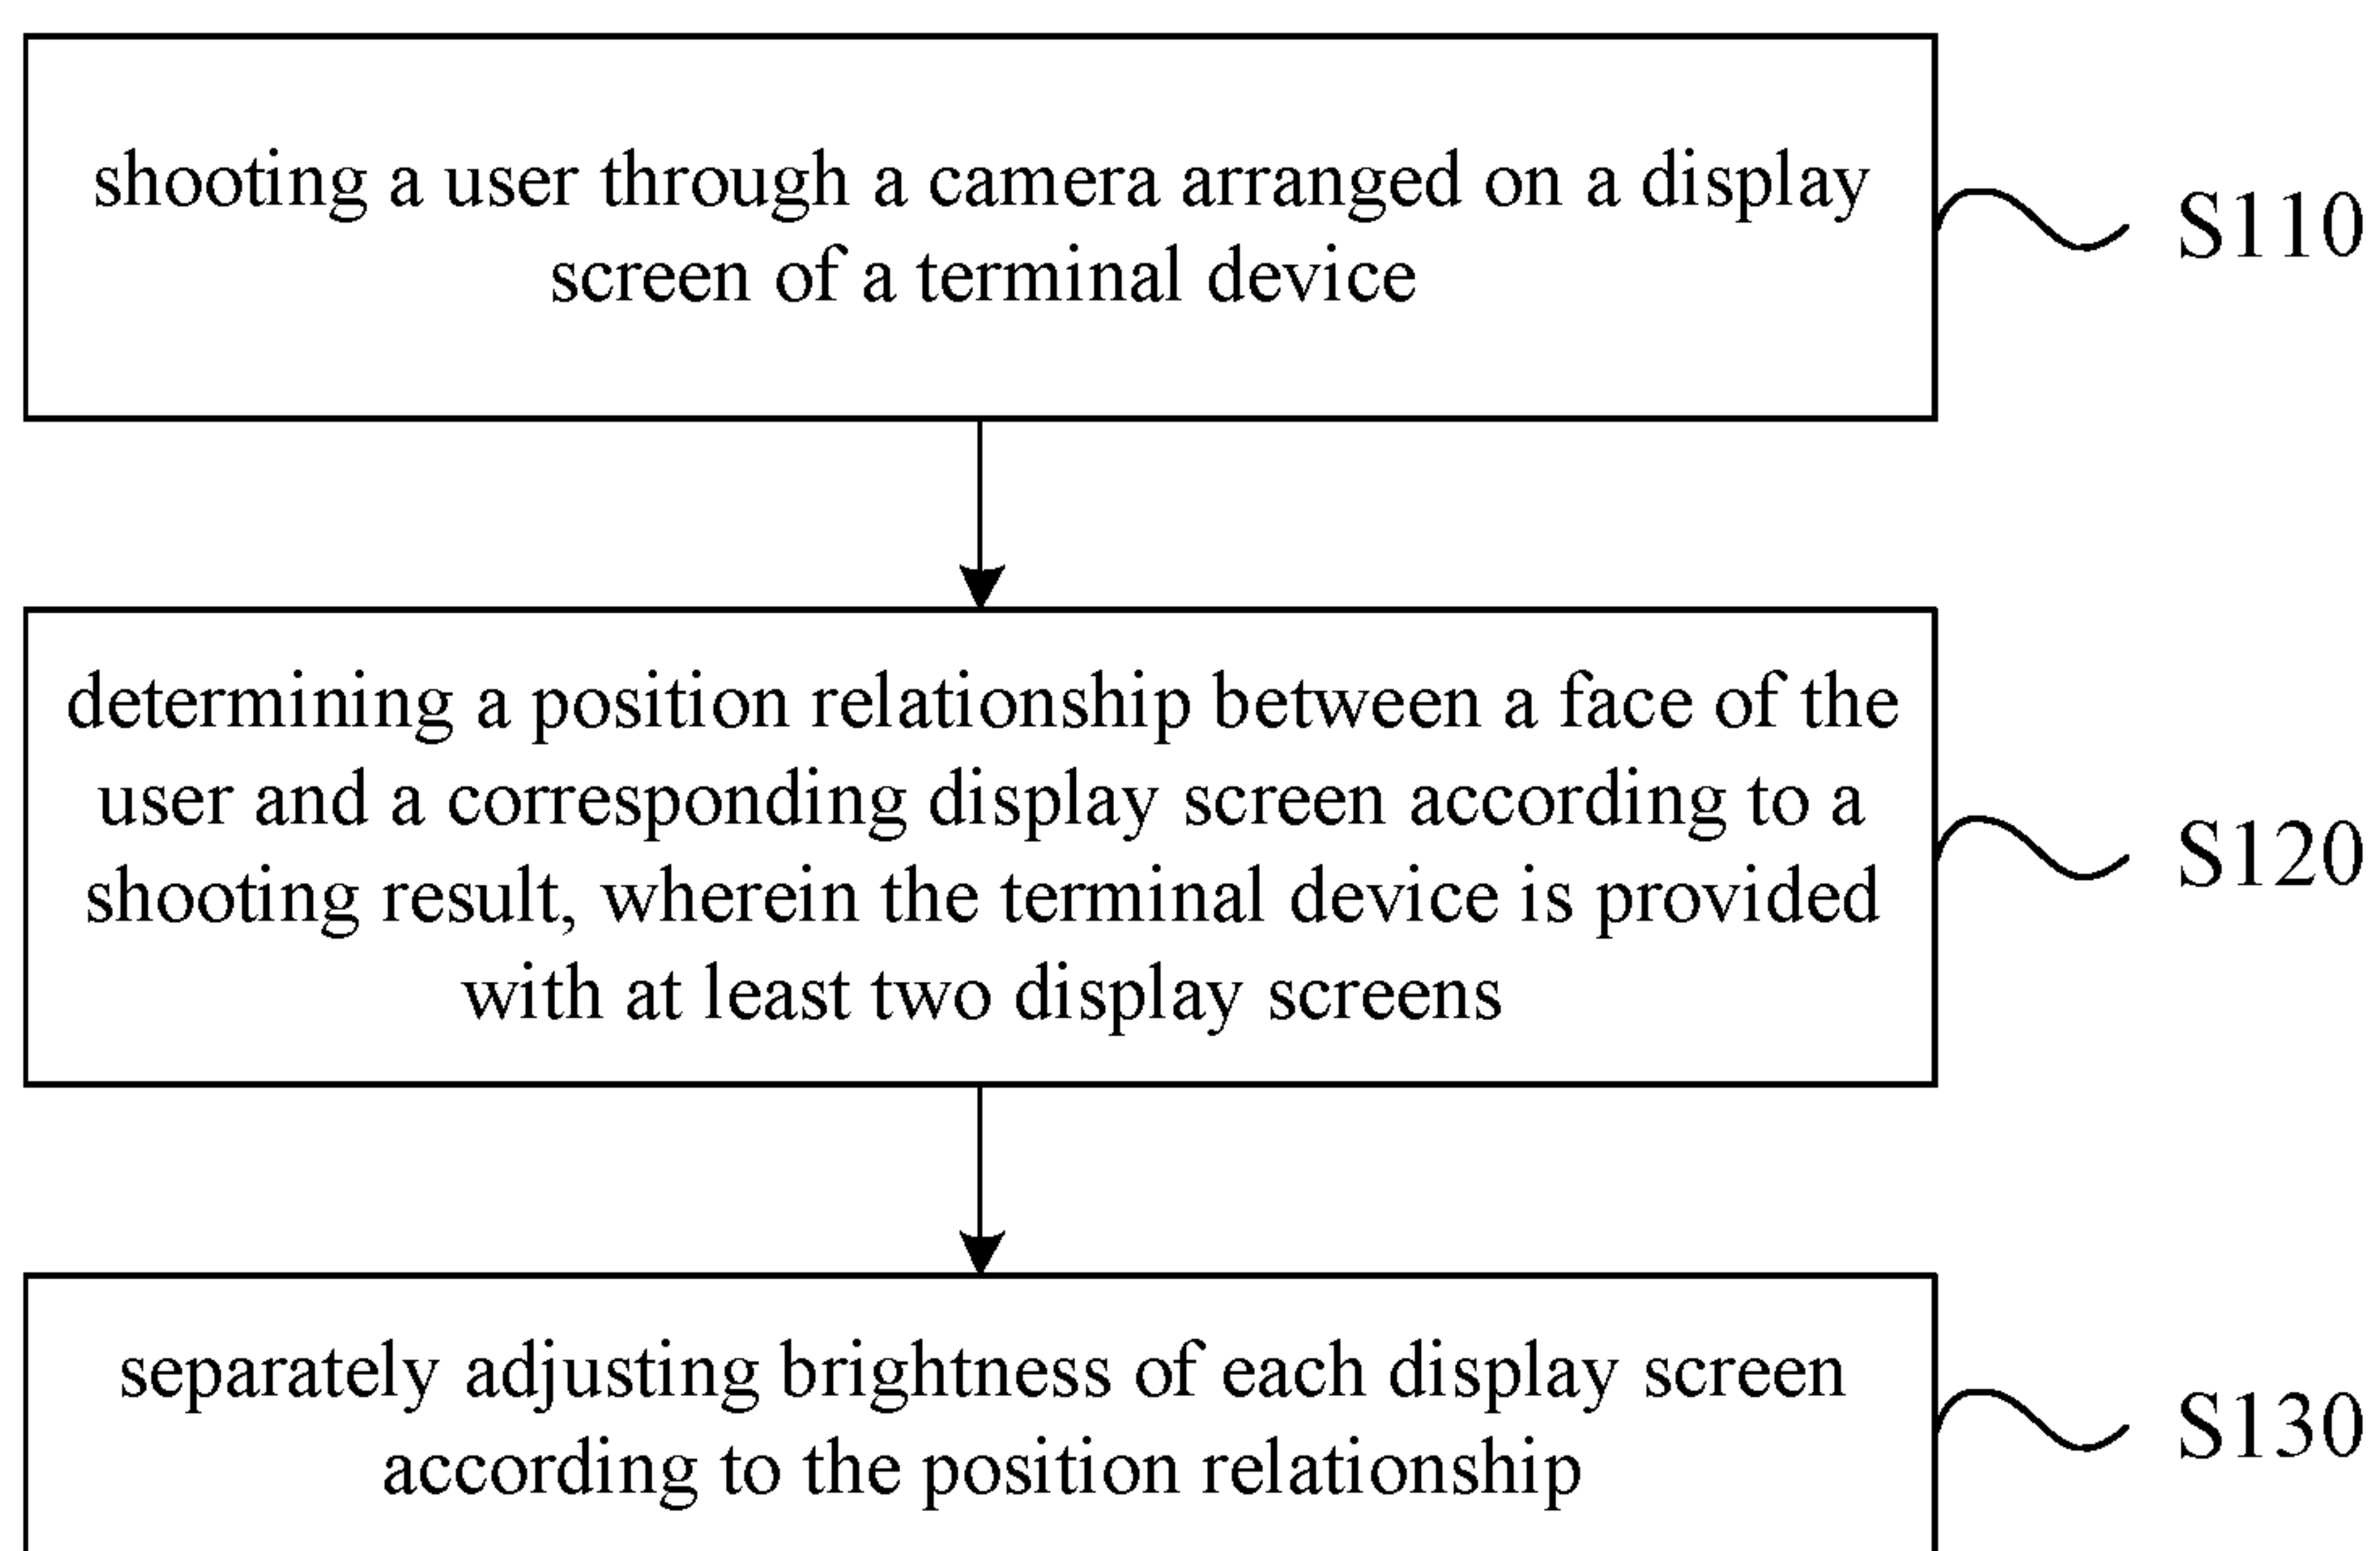 shooting a user through a camera arranged on a display
screen of a terminal device
S110
determining a position relationship between a face of the
user and a corresponding display screen according to a
shooting result, wherein the terminal device is provided
with at least two display screens
S120
separately adjusting brightness of each display screen
according to the position relationship
S130